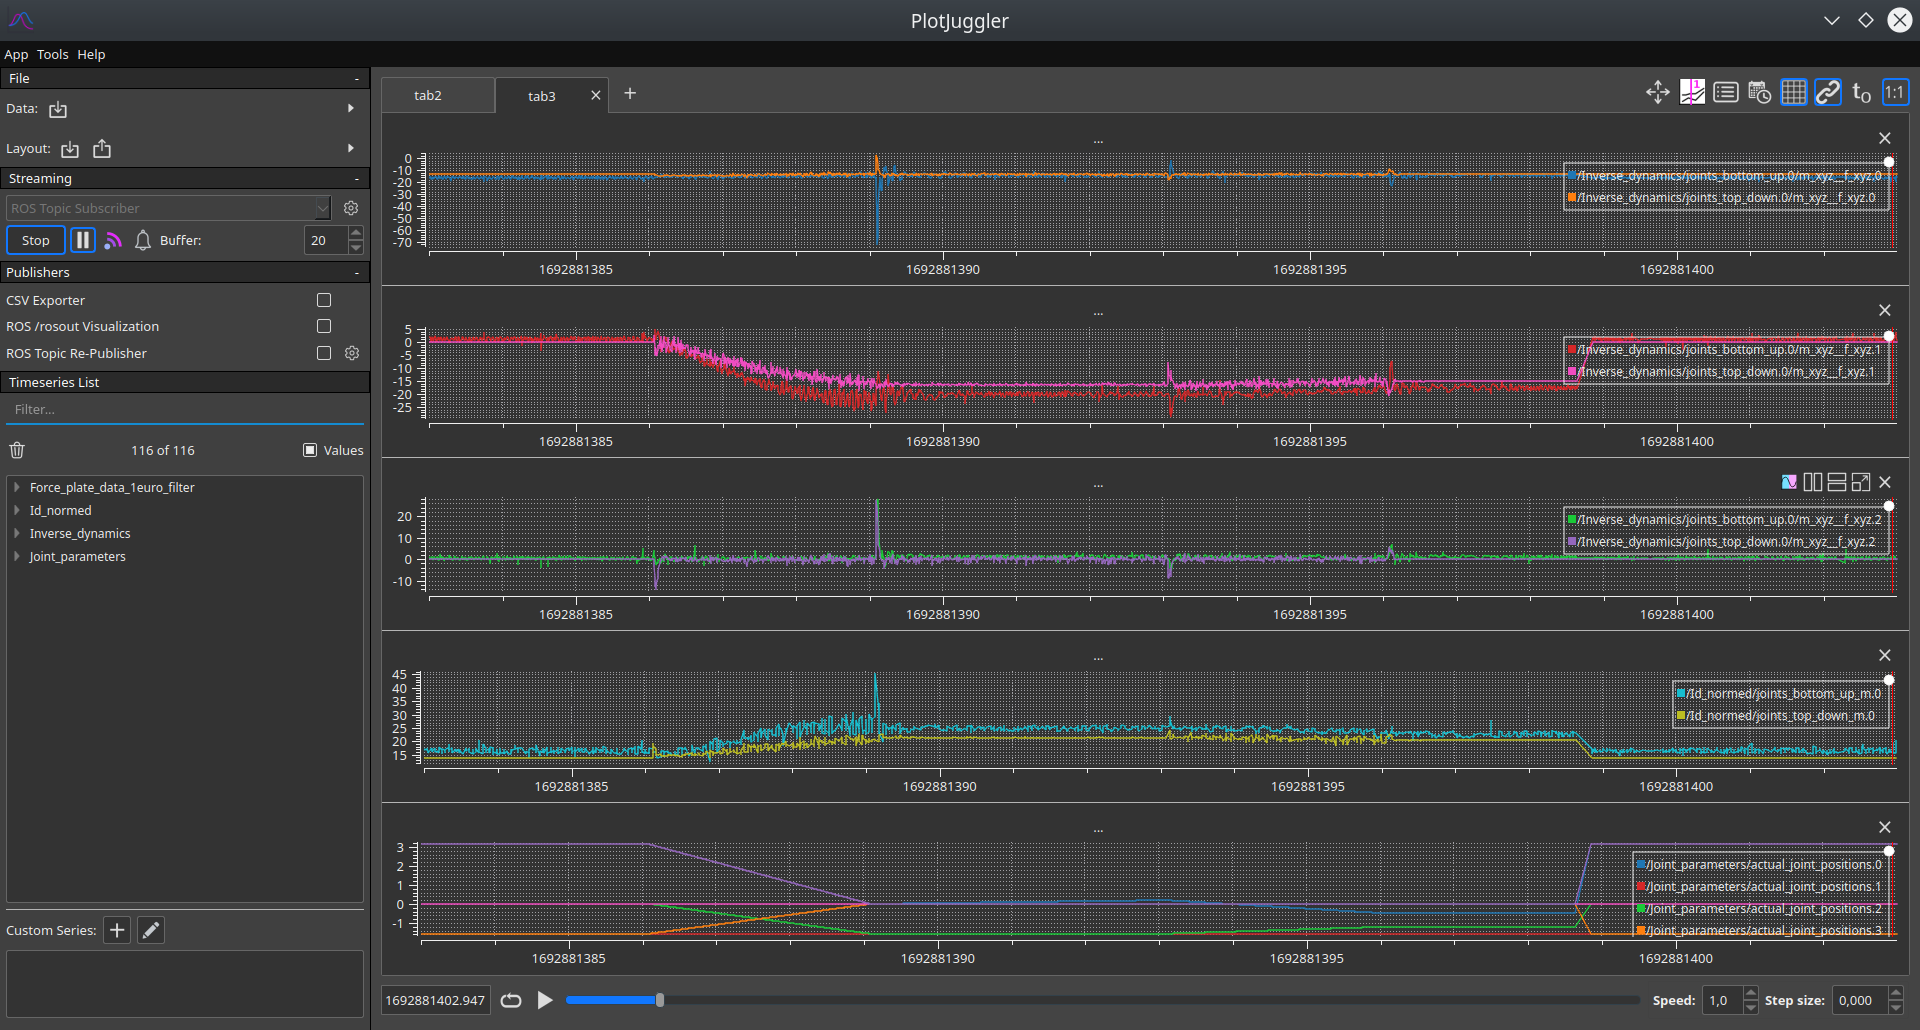 PlotJuggler
App Tools Help
File -
Data:
Layout:
Streaming -
ROS Topic Subscriber
Stop Buffer: 20
Publishers -
CSV Exporter
ROS /rosout Visualization
ROS Topic Re-Publisher
Timeseries List
Filter...
116 of 116 Values
Force_plate_data_1euro_filter
Id_normed
Inverse_dynamics
Joint_parameters
Custom Series:
tab2 tab3 +
t0 1:1
...
0
-10
-20
-30
-40
-50
-60
-70
/Inverse_dynamics/joints_bottom_up.0/m_xyz__f_xyz.0
/Inverse_dynamics/joints_top_down.0/m_xyz__f_xyz.0
1692881385 1692881390 1692881395 1692881400
...
5
0
-5
-10
-15
-20
-25
/Inverse_dynamics/joints_bottom_up.0/m_xyz__f_xyz.1
/Inverse_dynamics/joints_top_down.0/m_xyz__f_xyz.1
1692881385 1692881390 1692881395 1692881400
...
20
10
0
-10
/Inverse_dynamics/joints_bottom_up.0/m_xyz__f_xyz.2
/Inverse_dynamics/joints_top_down.0/m_xyz__f_xyz.2
1692881385 1692881390 1692881395 1692881400
...
45
40
35
30
25
20
15
/Id_normed/joints_bottom_up_m.0
/Id_normed/joints_top_down_m.0
1692881385 1692881390 1692881395 1692881400
...
3
2
1
0
-1
/Joint_parameters/actual_joint_positions.0
/Joint_parameters/actual_joint_positions.1
/Joint_parameters/actual_joint_positions.2
/Joint_parameters/actual_joint_positions.3
1692881385 1692881390 1692881395 1692881400
1692881402.947 Speed: 1,0 Step size: 0,000